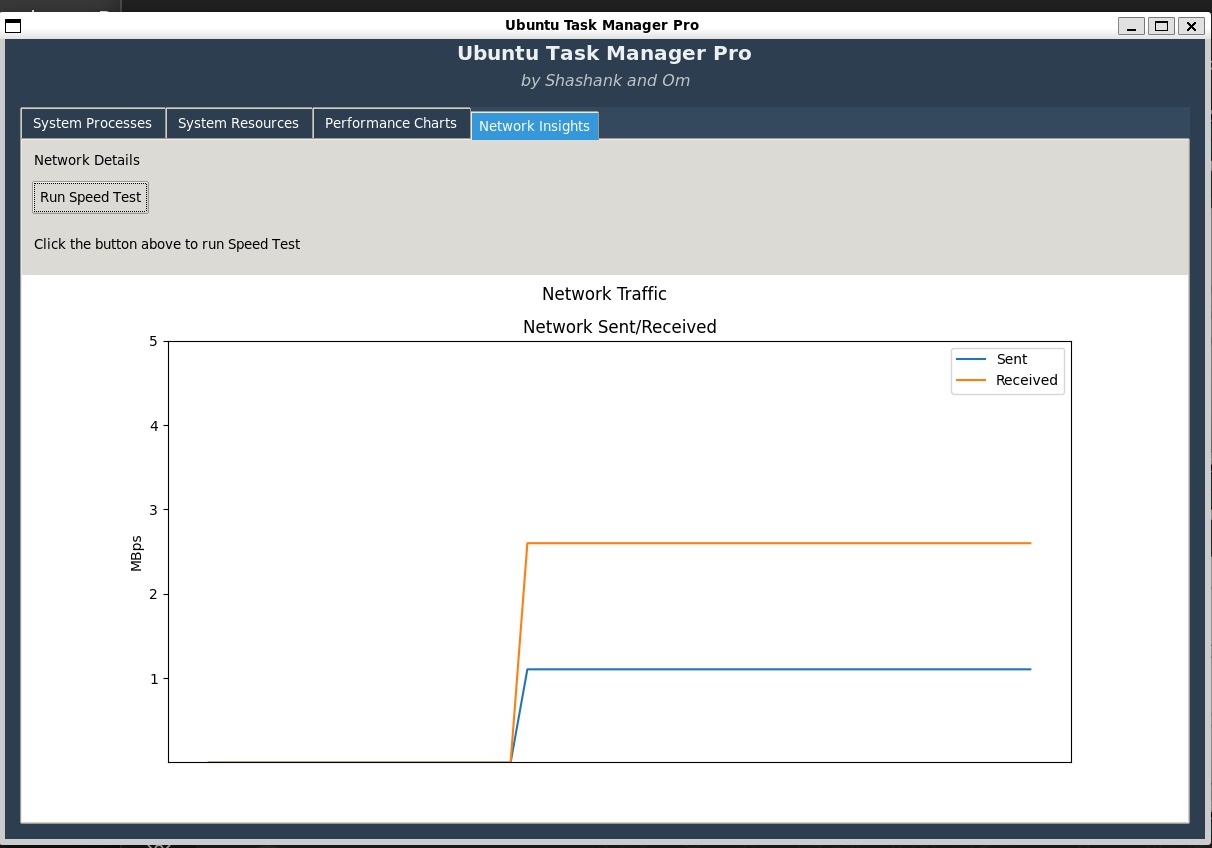 Ubuntu Task Manager Pro
Ubuntu Task Manager Pro
by Shashank and Om
System Processes
System Resources
Performance Charts
Network Insights
Network Details
Run Speed Test
Click the button above to run Speed Test
Network Traffic
Network Sent/Received
Sent
Received
MBps
5
4
3
2
1